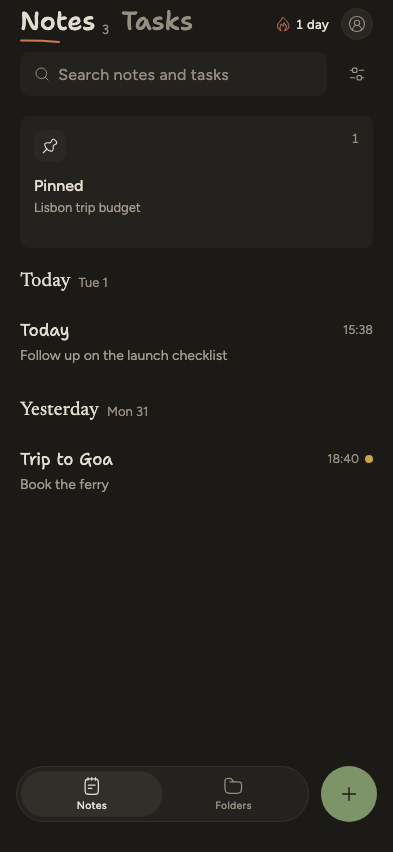 Notes 3 Tasks 1 day
Search notes and tasks
1
Pinned
Lisbon trip budget
Today Tue 1
Today 15:38
Follow up on the launch checklist
Yesterday Mon 31
Trip to Goa 18:40
Book the ferry
Notes Folders